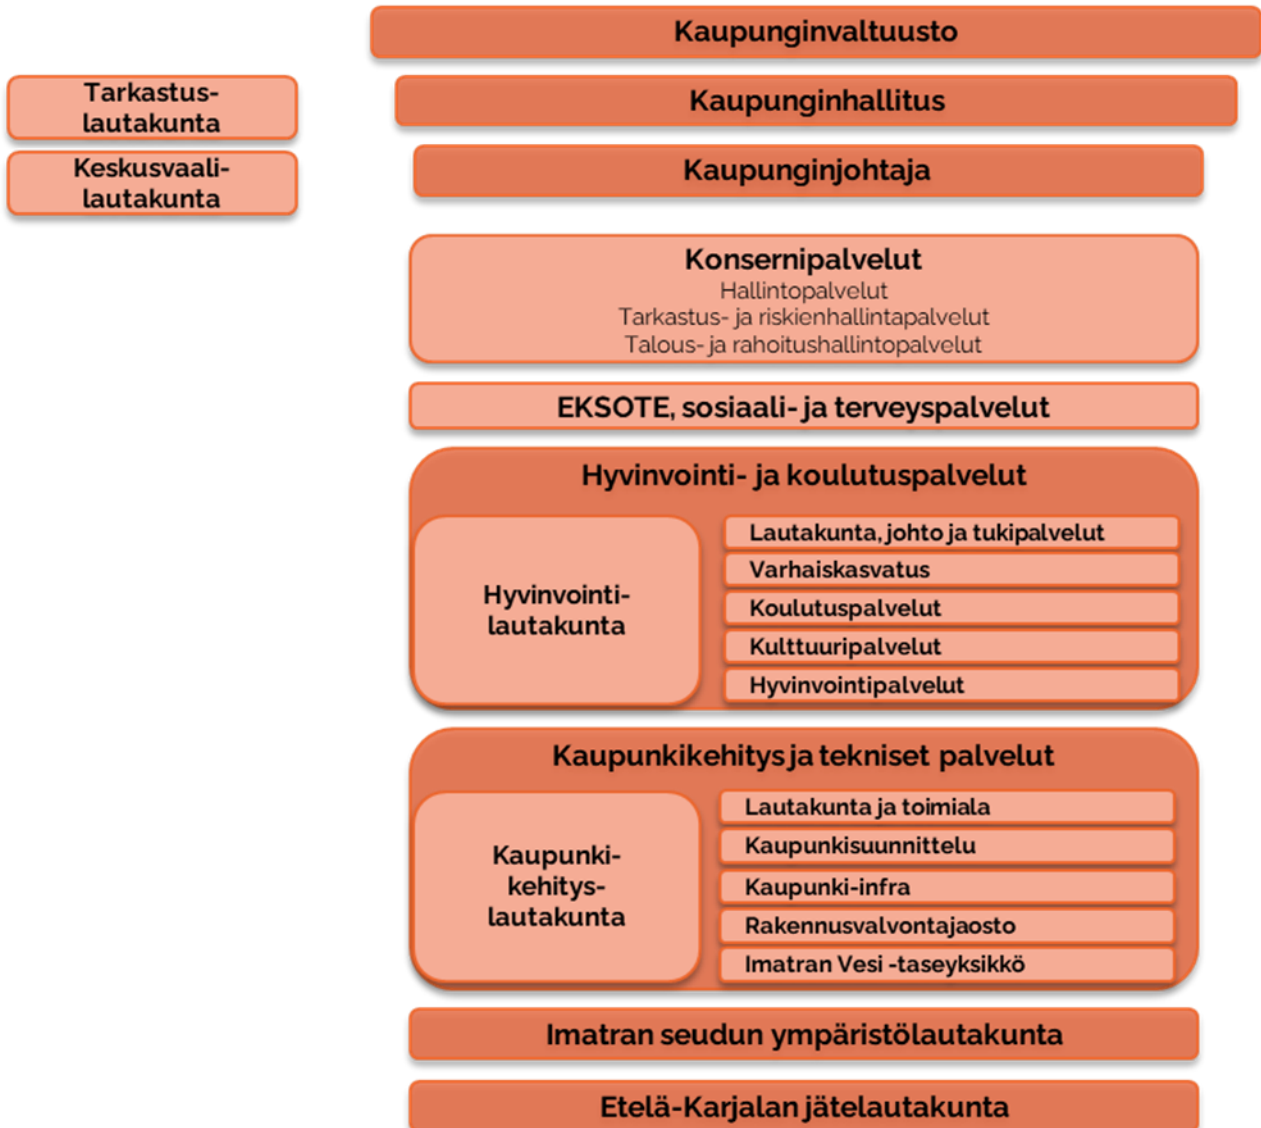 Kaupunginvaltuusto
Kaupunginhallitus
Kaupunginjohtaja
Tarkastus-
lautakunta
Keskusvaali-
lautakunta
Konsernipalvelut
Hallintopalvelut
Tarkastus- ja riskienhallintapalvelut
Talous- ja rahoitushallintopalvelut
EKSOTE, sosiaali- ja terveyspalvelut
Hyvinvointi- ja koulutuspalvelut
Hyvinvointi-
lautakunta
Lautakunta, johto ja tukipalvelut
Varhaiskasvatus
Koulutuspalvelut
Kulttuuripalvelut
Hyvinvointipalvelut
Kaupunkikehitys ja tekniset palvelut
Kaupunki-
kehitys-
lautakunta
Lautakunta ja toimiala
Kaupunkisuunnittelu
Kaupunki-infra
Rakennusvalvontajaosto
Imatran Vesi -taseyksikkö
Imatran seudun ympäristölautakunta
Etelä-Karjalan jätelautakunta